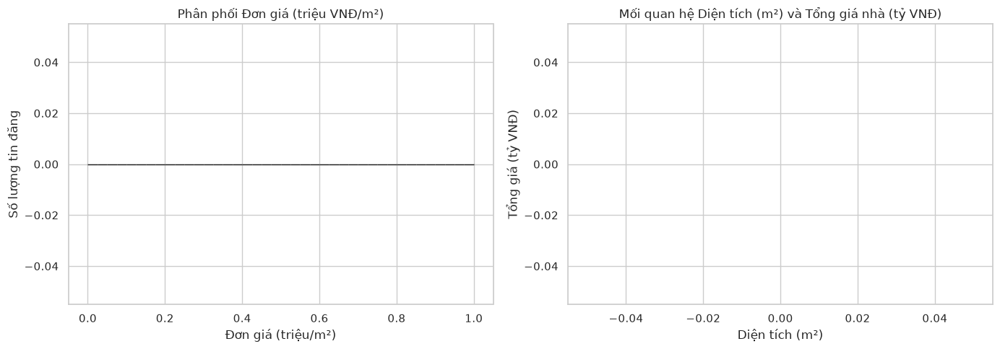 Phân phối Đơn giá (triệu VNĐ/m²)
Số lượng tin đăng
0.04
0.02
0.00
−0.02
−0.04
0.0 0.2 0.4 0.6 0.8 1.0
Đơn giá (triệu/m²)
Mối quan hệ Diện tích (m²) và Tổng giá nhà (tỷ VNĐ)
Tổng giá (tỷ VNĐ)
0.04
0.02
0.00
−0.02
−0.04
−0.04 −0.02 0.00 0.02 0.04
Diện tích (m²)